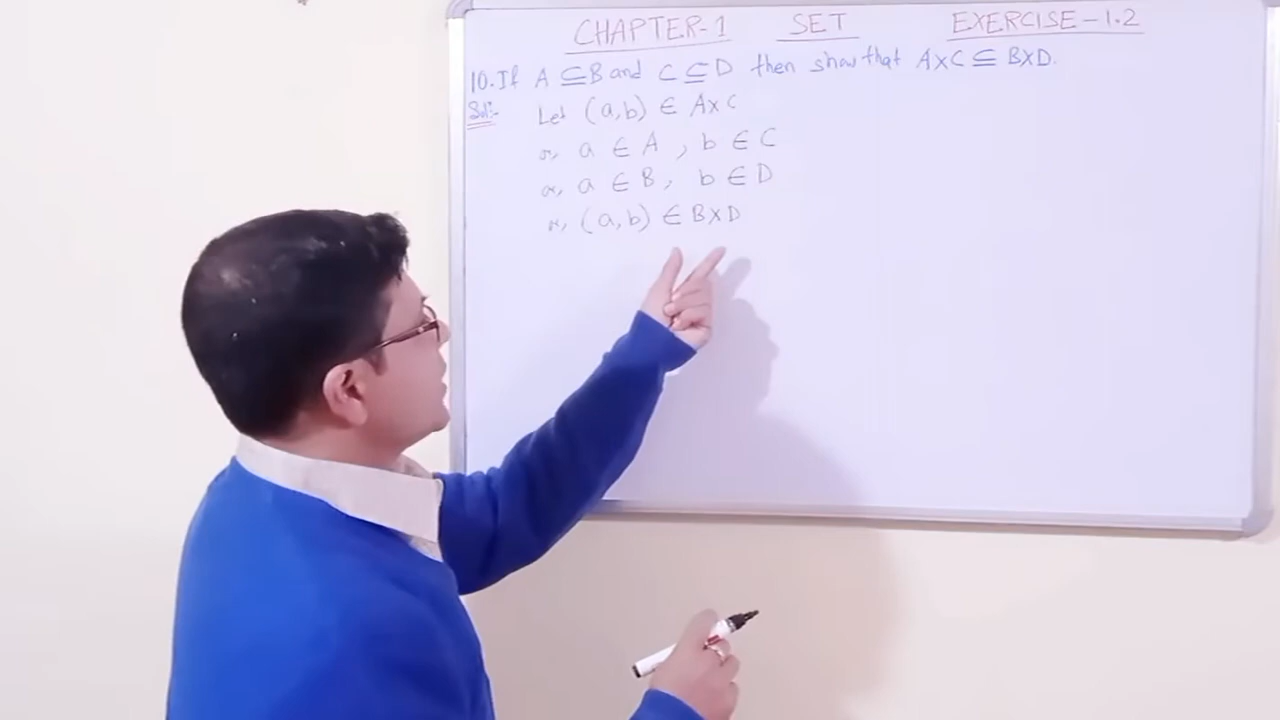 CHAPTER-1 SET EXERCISE-1.2
10. If A ⊆ B and C ⊆ D then show that A×C ⊆ B×D.
Sol:- Let (a,b) ∈ A×C
or, a ∈ A, b ∈ C
or, a ∈ B, b ∈ D
or, (a,b) ∈ B×D